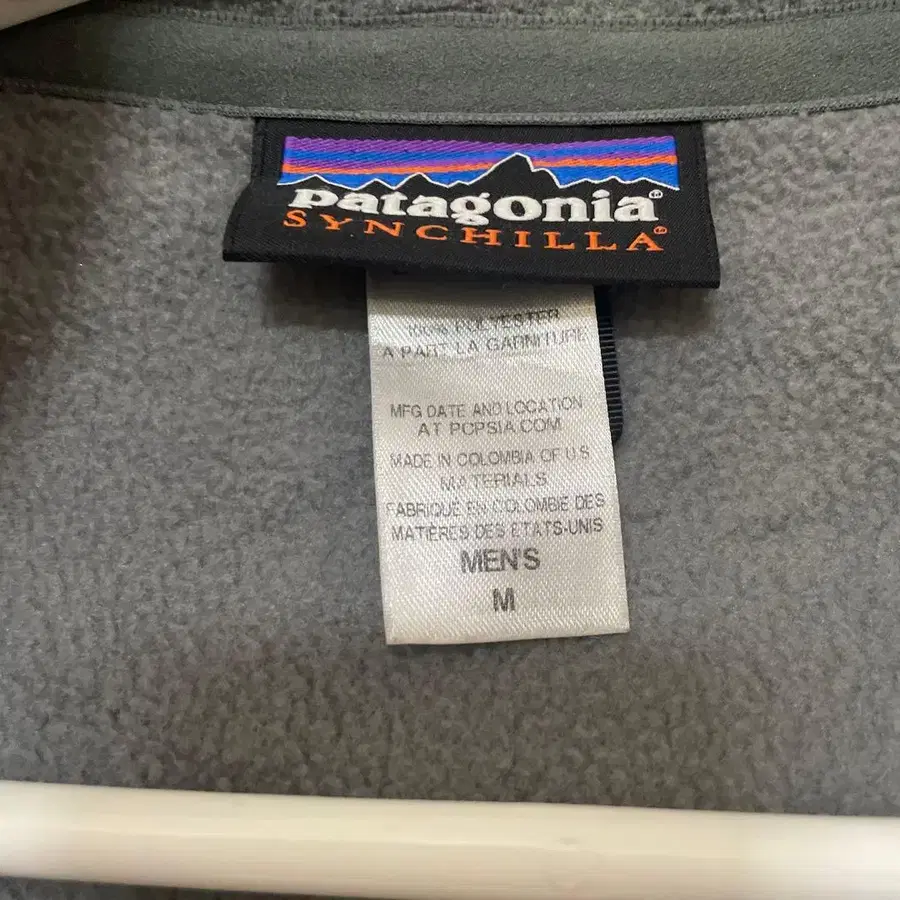 patagonia®
SYNCHILLA®
100% POLYESTER
A PART LA GARNITURE
MFG DATE AND LOCATION
AT PCPSIA.COM
MADE IN COLOMBIA OF U.S.
MATERIALS
FABRIQUE EN COLOMBIE DES
MATIÈRES DES ETATS-UNIS
MEN'S
M